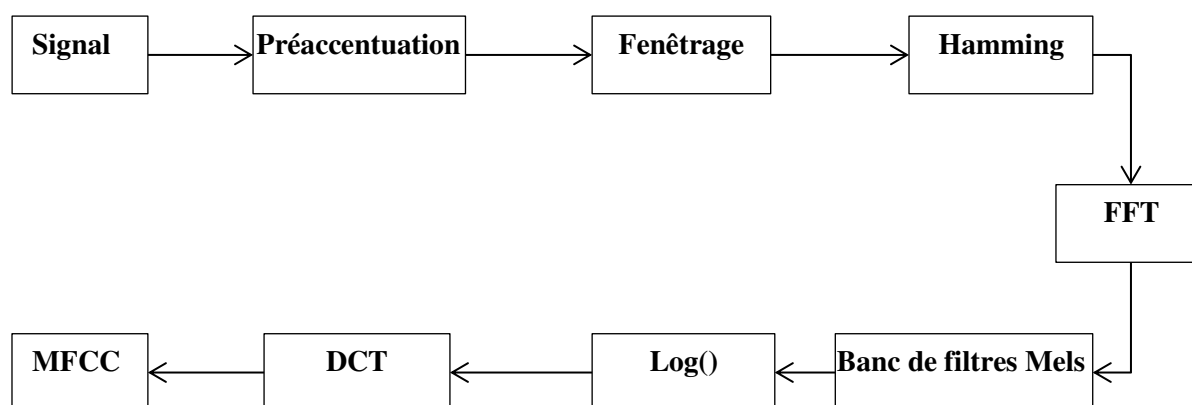 Signal
Préaccentuation
Fenêtrage
Hamming
FFT
Banc de filtres Mels
Log()
DCT
MFCC